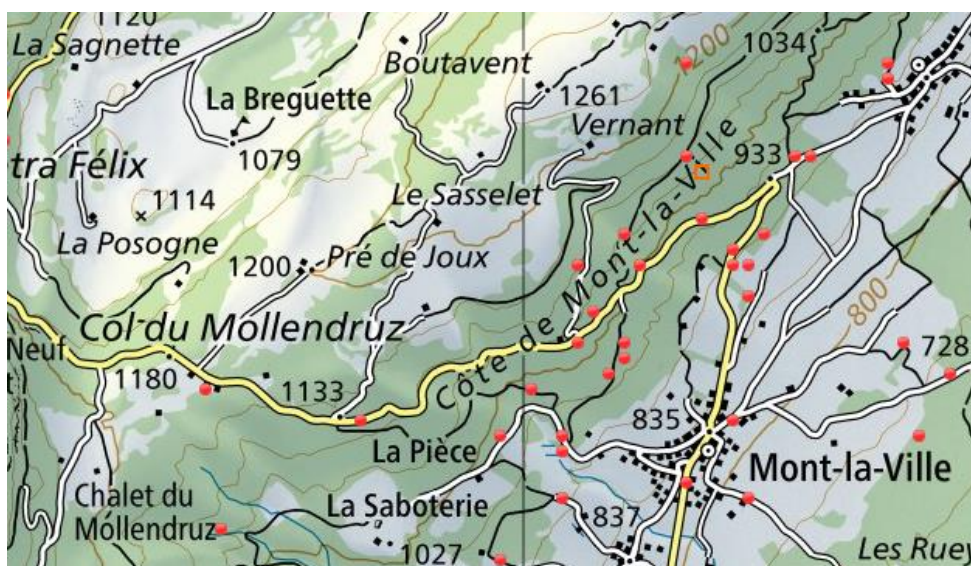 1120
La Sagnette
Boutavent
1200
1034
La Breguette
1261
Vernant
1079
933
tra Félix
Le Sasselet
1114
La Posogne
1200
Pré de Joux
Col du Mollendruz
800
Neuf
728
1180
1133
Côte de Mont-la-Ville
835
La Pièce
Mont-la-Ville
Chalet du
Mollendruz
La Saboterie
837
1027
Les Ruey